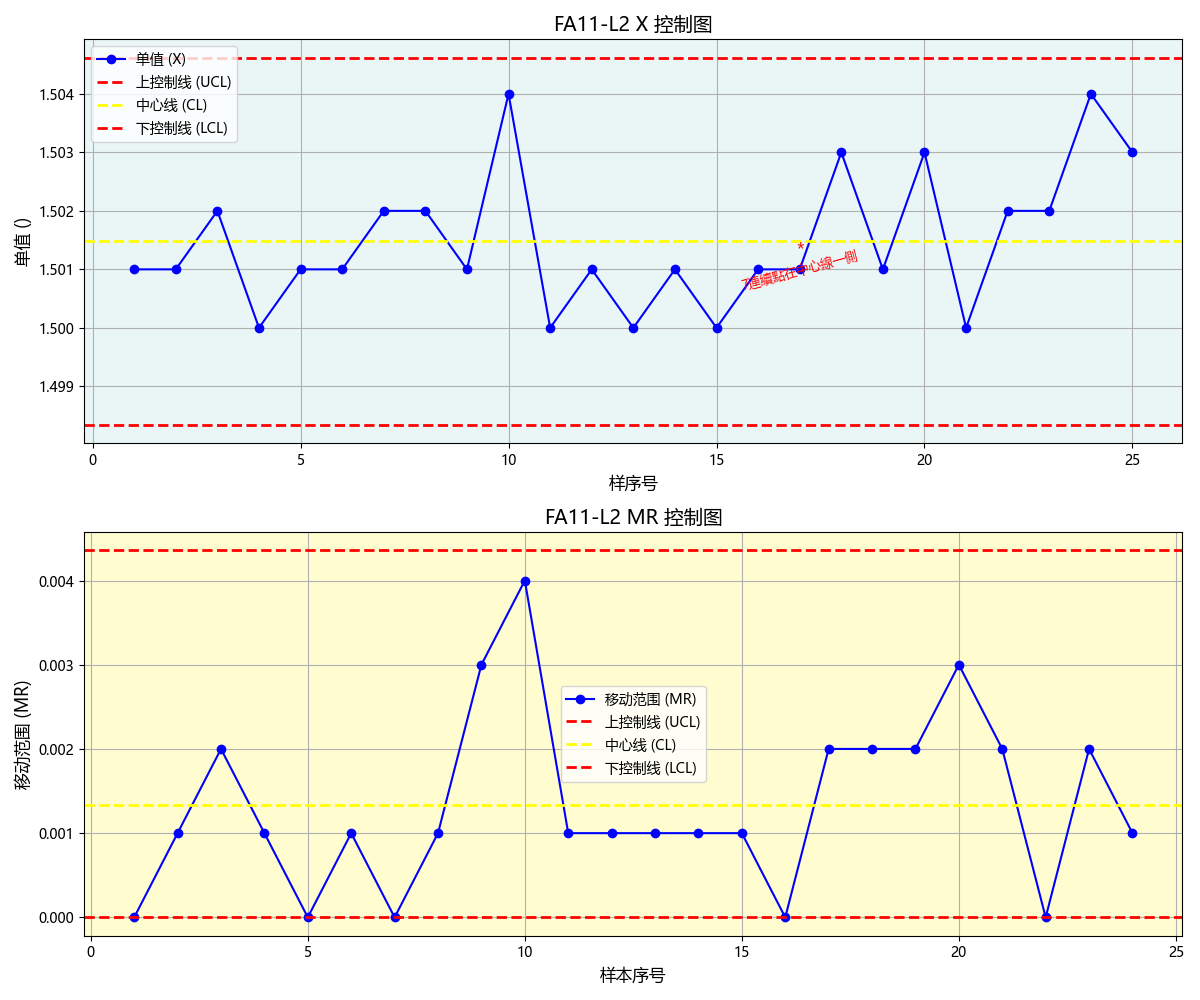 FA11-L2 X 控制图
单值 (X)
上控制线 (UCL)
中心线 (CL)
下控制线 (LCL)
单值 ()
1.504
1.503
1.502
1.501
1.500
1.499
*
7連續點在中心線一側
0 5 10 15 20 25
样序号
FA11-L2 MR 控制图
移动范围 (MR)
上控制线 (UCL)
中心线 (CL)
下控制线 (LCL)
移动范围 (MR)
0.004
0.003
0.002
0.001
0.000
0 5 10 15 20 25
样本序号